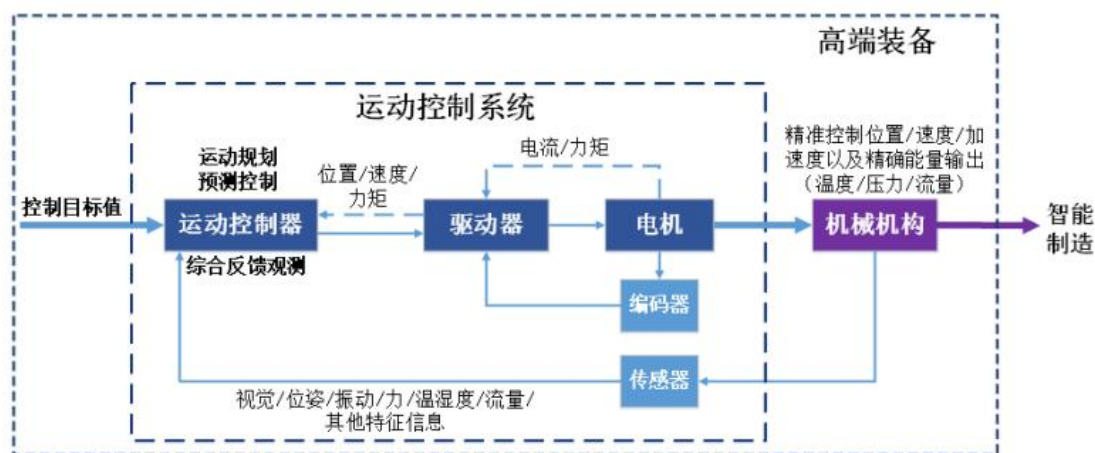 高端装备
运动控制系统
运动规划
预测控制
位置/速度/
力矩
电流/力矩
精准控制位置/速度/加
速度以及精确能量输出
（温度/压力/流量）
控制目标值
运动控制器
驱动器
电机
机械机构
智能
制造
综合反馈观测
编码器
传感器
视觉/位姿/振动/力/温湿度/流量/
其他特征信息